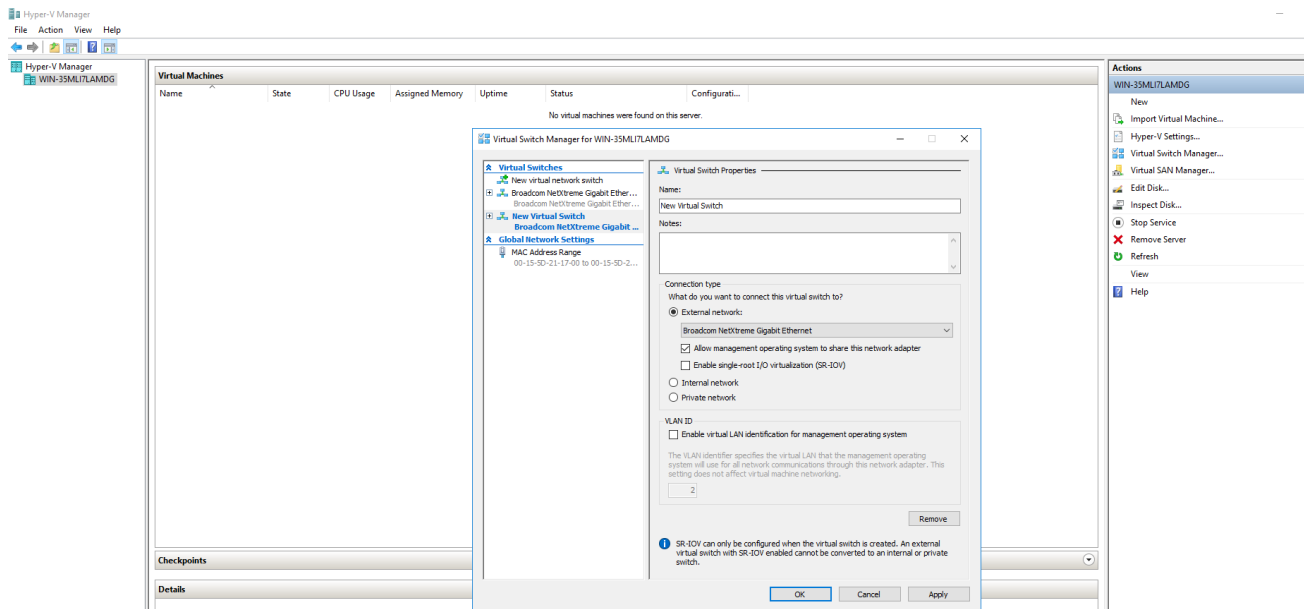 Hyper-V Manager
File Action View Help
Hyper-V Manager
WIN-35MLI7LAMDG
Virtual Machines
Name State CPU Usage Assigned Memory Uptime Status Configurati...
No virtual machines were found on this server.
Checkpoints
Details
Virtual Switch Manager for WIN-35MLI7LAMDG
Virtual Switches
New virtual network switch
Broadcom NetXtreme Gigabit Ether...
Broadcom NetXtreme Gigabit Ether...
New Virtual Switch
Broadcom NetXtreme Gigabit ...
Global Network Settings
MAC Address Range
00-15-5D-21-17-00 to 00-15-5D-2...
Virtual Switch Properties
Name:
New Virtual Switch
Notes:
Connection type
What do you want to connect this virtual switch to?
External network:
Broadcom NetXtreme Gigabit Ethernet
Allow management operating system to share this network adapter
Enable single-root I/O virtualization (SR-IOV)
Internal network
Private network
VLAN ID
Enable virtual LAN identification for management operating system
The VLAN identifier specifies the virtual LAN that the management operating
system will use for all network communications through this network adapter. This
setting does not affect virtual machine networking.
2
Remove
SR-IOV can only be configured when the virtual switch is created. An external
virtual switch with SR-IOV enabled cannot be converted to an internal or private
switch.
OK Cancel Apply
Actions
WIN-35MLI7LAMDG
New
Import Virtual Machine...
Hyper-V Settings...
Virtual Switch Manager...
Virtual SAN Manager...
Edit Disk...
Inspect Disk...
Stop Service
Remove Server
Refresh
View
Help